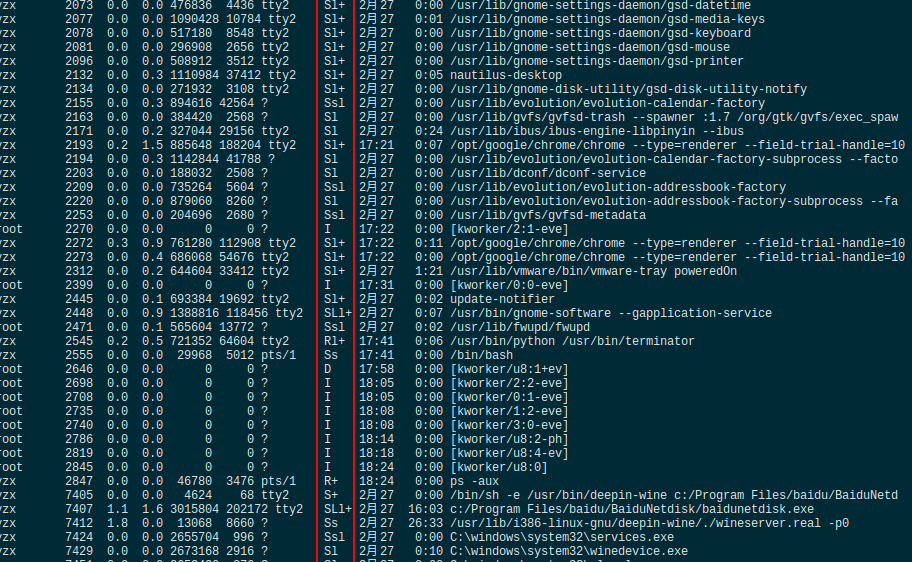 yzx 2073 0.0 0.0 476836 4436 tty2 Sl+ 2月27 0:00 /usr/lib/gnome-settings-daemon/gsd-datetime
yzx 2077 0.0 0.0 1090428 10784 tty2 Sl+ 2月27 0:01 /usr/lib/gnome-settings-daemon/gsd-media-keys
yzx 2078 0.0 0.0 517180 8548 tty2 Sl+ 2月27 0:00 /usr/lib/gnome-settings-daemon/gsd-keyboard
yzx 2081 0.0 0.0 296908 2656 tty2 Sl+ 2月27 0:00 /usr/lib/gnome-settings-daemon/gsd-mouse
yzx 2096 0.0 0.0 508912 3512 tty2 Sl+ 2月27 0:00 /usr/lib/gnome-settings-daemon/gsd-printer
yzx 2132 0.0 0.3 1110984 37412 tty2 Sl+ 2月27 0:05 nautilus-desktop
yzx 2134 0.0 0.0 271932 3108 tty2 Sl+ 2月27 0:00 /usr/lib/gnome-disk-utility/gsd-disk-utility-notify
yzx 2155 0.0 0.3 894616 42564 ? Ssl 2月27 0:00 /usr/lib/evolution/evolution-calendar-factory
yzx 2163 0.0 0.0 384420 2568 ? Sl 2月27 0:00 /usr/lib/gvfs/gvfsd-trash --spawner :1.7 /org/gtk/gvfs/exec_spaw
yzx 2171 0.0 0.2 327044 29156 tty2 Sl 2月27 0:24 /usr/lib/ibus/ibus-engine-libpinyin --ibus
yzx 2193 0.2 1.5 885648 188204 tty2 Sl+ 17:21 0:07 /opt/google/chrome/chrome --type=renderer --field-trial-handle=10
yzx 2194 0.0 0.3 1142844 41788 ? Sl 2月27 0:00 /usr/lib/evolution/evolution-calendar-factory-subprocess --facto
yzx 2203 0.0 0.0 188032 2508 ? Sl 2月27 0:00 /usr/lib/dconf/dconf-service
yzx 2209 0.0 0.0 735264 5604 ? Ssl 2月27 0:00 /usr/lib/evolution/evolution-addressbook-factory
yzx 2220 0.0 0.0 879060 8260 ? Sl 2月27 0:00 /usr/lib/evolution/evolution-addressbook-factory-subprocess --fa
yzx 2253 0.0 0.0 204696 2680 ? Ssl 2月27 0:00 /usr/lib/gvfs/gvfsd-metadata
root 2270 0.0 0.0 0 0 ? I 17:22 0:00 [kworker/2:1-eve]
yzx 2272 0.3 0.9 761280 112908 tty2 Sl+ 17:22 0:11 /opt/google/chrome/chrome --type=renderer --field-trial-handle=10
yzx 2273 0.0 0.4 686068 54676 tty2 Sl+ 17:22 0:00 /opt/google/chrome/chrome --type=renderer --field-trial-handle=10
yzx 2312 0.0 0.2 644604 33412 tty2 Sl+ 2月27 1:21 /usr/lib/vmware/bin/vmware-tray poweredOn
root 2399 0.0 0.0 0 0 ? I 17:31 0:00 [kworker/0:0-eve]
yzx 2445 0.0 0.1 693384 19692 tty2 Sl+ 2月27 0:02 update-notifier
yzx 2448 0.0 0.9 1388816 118456 tty2 SLl+ 2月27 0:07 /usr/bin/gnome-software --gapplication-service
root 2471 0.0 0.1 565604 13772 ? Ssl 2月27 0:02 /usr/lib/fwupd/fwupd
yzx 2545 0.2 0.5 721352 64604 tty2 Rl+ 17:41 0:06 /usr/bin/python /usr/bin/terminator
yzx 2555 0.0 0.0 29968 5012 pts/1 Ss 17:41 0:00 /bin/bash
root 2646 0.0 0.0 0 0 ? D 17:58 0:00 [kworker/u8:1+ev]
root 2698 0.0 0.0 0 0 ? I 18:05 0:00 [kworker/2:2-eve]
root 2708 0.0 0.0 0 0 ? I 18:05 0:00 [kworker/0:1-eve]
root 2735 0.0 0.0 0 0 ? I 18:08 0:00 [kworker/1:2-eve]
root 2740 0.0 0.0 0 0 ? I 18:08 0:00 [kworker/3:0-eve]
root 2786 0.0 0.0 0 0 ? I 18:14 0:00 [kworker/u8:2-ph]
root 2819 0.0 0.0 0 0 ? I 18:18 0:00 [kworker/u8:4-ev]
root 2845 0.0 0.0 0 0 ? I 18:24 0:00 [kworker/u8:0]
yzx 2847 0.0 0.0 46780 3476 pts/1 R+ 18:24 0:00 ps -aux
yzx 7405 0.0 0.0 4624 68 tty2 S+ 2月27 0:00 /bin/sh -e /usr/bin/deepin-wine c:/Program Files/baidu/BaiduNetd
yzx 7407 1.1 1.6 3015804 202172 tty2 SLl+ 2月27 16:03 c:/Program Files/baidu/BaiduNetdisk/baidunetdisk.exe
yzx 7412 1.8 0.0 13068 8660 ? Ss 2月27 26:33 /usr/lib/i386-linux-gnu/deepin-wine/./wineserver.real -p0
yzx 7424 0.0 0.0 2655704 996 ? Ssl 2月27 0:00 C:\windows\system32\services.exe
yzx 7429 0.0 0.0 2673168 2916 ? Sl 2月27 0:10 C:\windows\system32\winedevice.exe